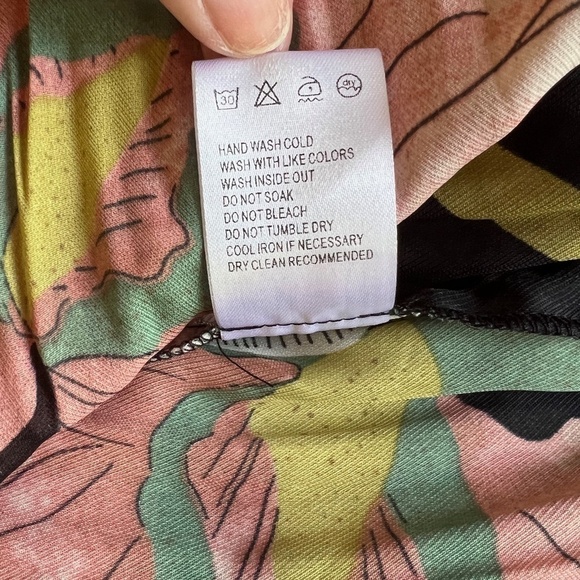 30 dry
HAND WASH COLD
WASH WITH LIKE COLORS
WASH INSIDE OUT
DO NOT SOAK
DO NOT BLEACH
DO NOT TUMBLE DRY
COOL IRON IF NECESSARY
DRY CLEAN RECOMMENDED